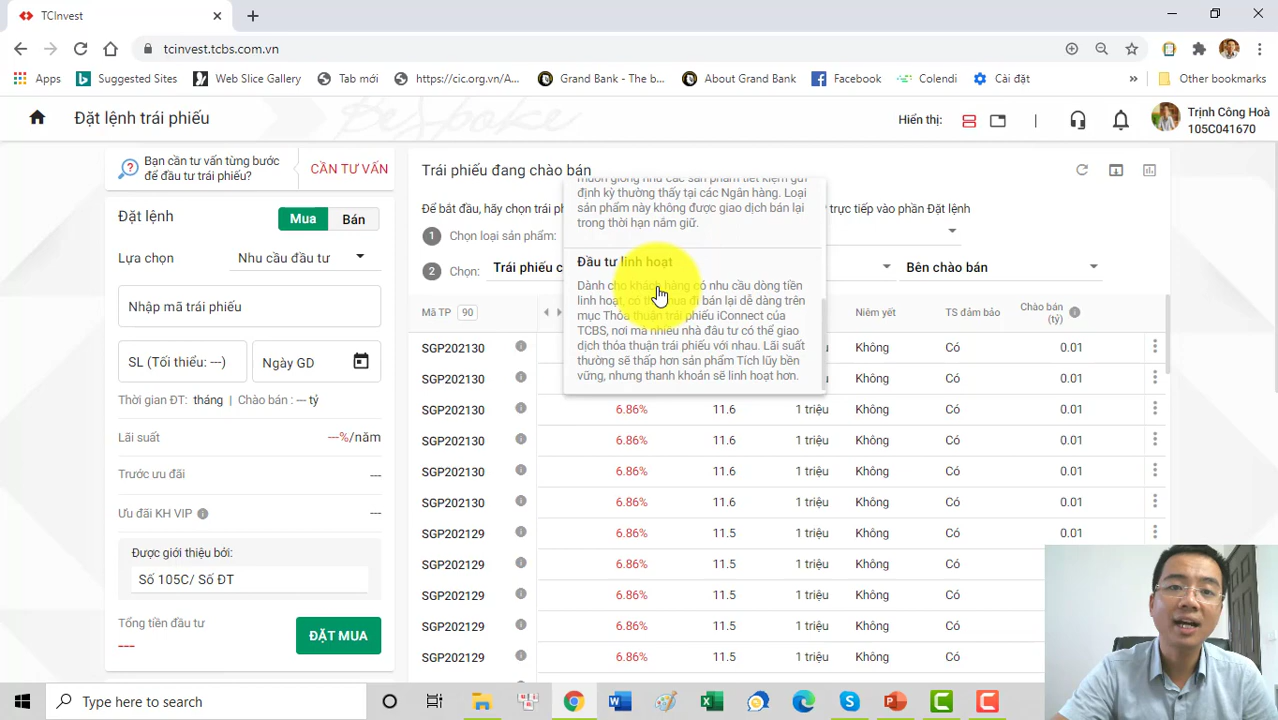 TCInvest
tcinvest.tcbs.com.vn
Apps
Suggested Sites
Web Slice Gallery
Tab mới
https://cic.org.vn/A...
Grand Bank - The b...
About Grand Bank
Facebook
Colendi
Cài đặt
Other bookmarks
Bespoke
Đặt lệnh trái phiếu
Hiển thị:
Trịnh Công Hoà
105C041670
Bạn cần tư vấn từng bước
để đầu tư trái phiếu?
CẦN TƯ VẤN
Đặt lệnh
Mua
Bán
Lựa chọn
Nhu cầu đầu tư
Nhập mã trái phiếu
SL (Tối thiểu: ---)
Ngày GD
Thời gian ĐT: tháng | Chào bán : --- tỷ
Lãi suất
---%/năm
Trước ưu đãi
---
Ưu đãi KH VIP
---
Được giới thiệu bởi:
Số 105C/ Số ĐT
Tổng tiền đầu tư
---
ĐẶT MUA
Trái phiếu đang chào bán
Để bắt đầu, hãy chọn trái ph
trực tiếp vào phần Đặt lệnh
1 Chọn loại sản phẩm:
2 Chọn:
Trái phiếu c
Bên chào bán
muốn giống như các sản phẩm tiết kiệm gửi
định kỳ thường thấy tại các Ngân hàng. Loại
sản phẩm này không được giao dịch bán lại
trong thời hạn nắm giữ.
Đầu tư linh hoạt
Dành cho khách hàng có nhu cầu dòng tiền
linh hoạt, có thể mua đi bán lại dễ dàng trên
mục Thỏa thuận trái phiếu iConnect của
TCBS, nơi mà nhiều nhà đầu tư có thể giao
dịch thỏa thuận trái phiếu với nhau. Lãi suất
thường sẽ thấp hơn sản phẩm Tích lũy bền
vững, nhưng thanh khoản sẽ linh hoạt hơn.
Mã TP 90
Niêm yết
TS đảm bảo
Chào bán
(tỷ)
SGP202130 Không Có 0.01
SGP202130 Không Có 0.01
SGP202130 6.86% 11.6 1 triệu Không Có 0.01
SGP202130 6.86% 11.6 1 triệu Không Có 0.01
SGP202130 6.86% 11.6 1 triệu Không Có 0.01
SGP202130 6.86% 11.6 1 triệu Không Có 0.01
SGP202129 6.86% 11.5 1 triệu Không Có 0.01
SGP202129 6.86% 11.5 1 triệu Không Có
SGP202129 6.86% 11.5 1 triệu Không Có
SGP202129 6.86% 11.5 1 triệu Không Có
SGP202129 6.86% 11.5 1 triệu Không Có
Type here to search